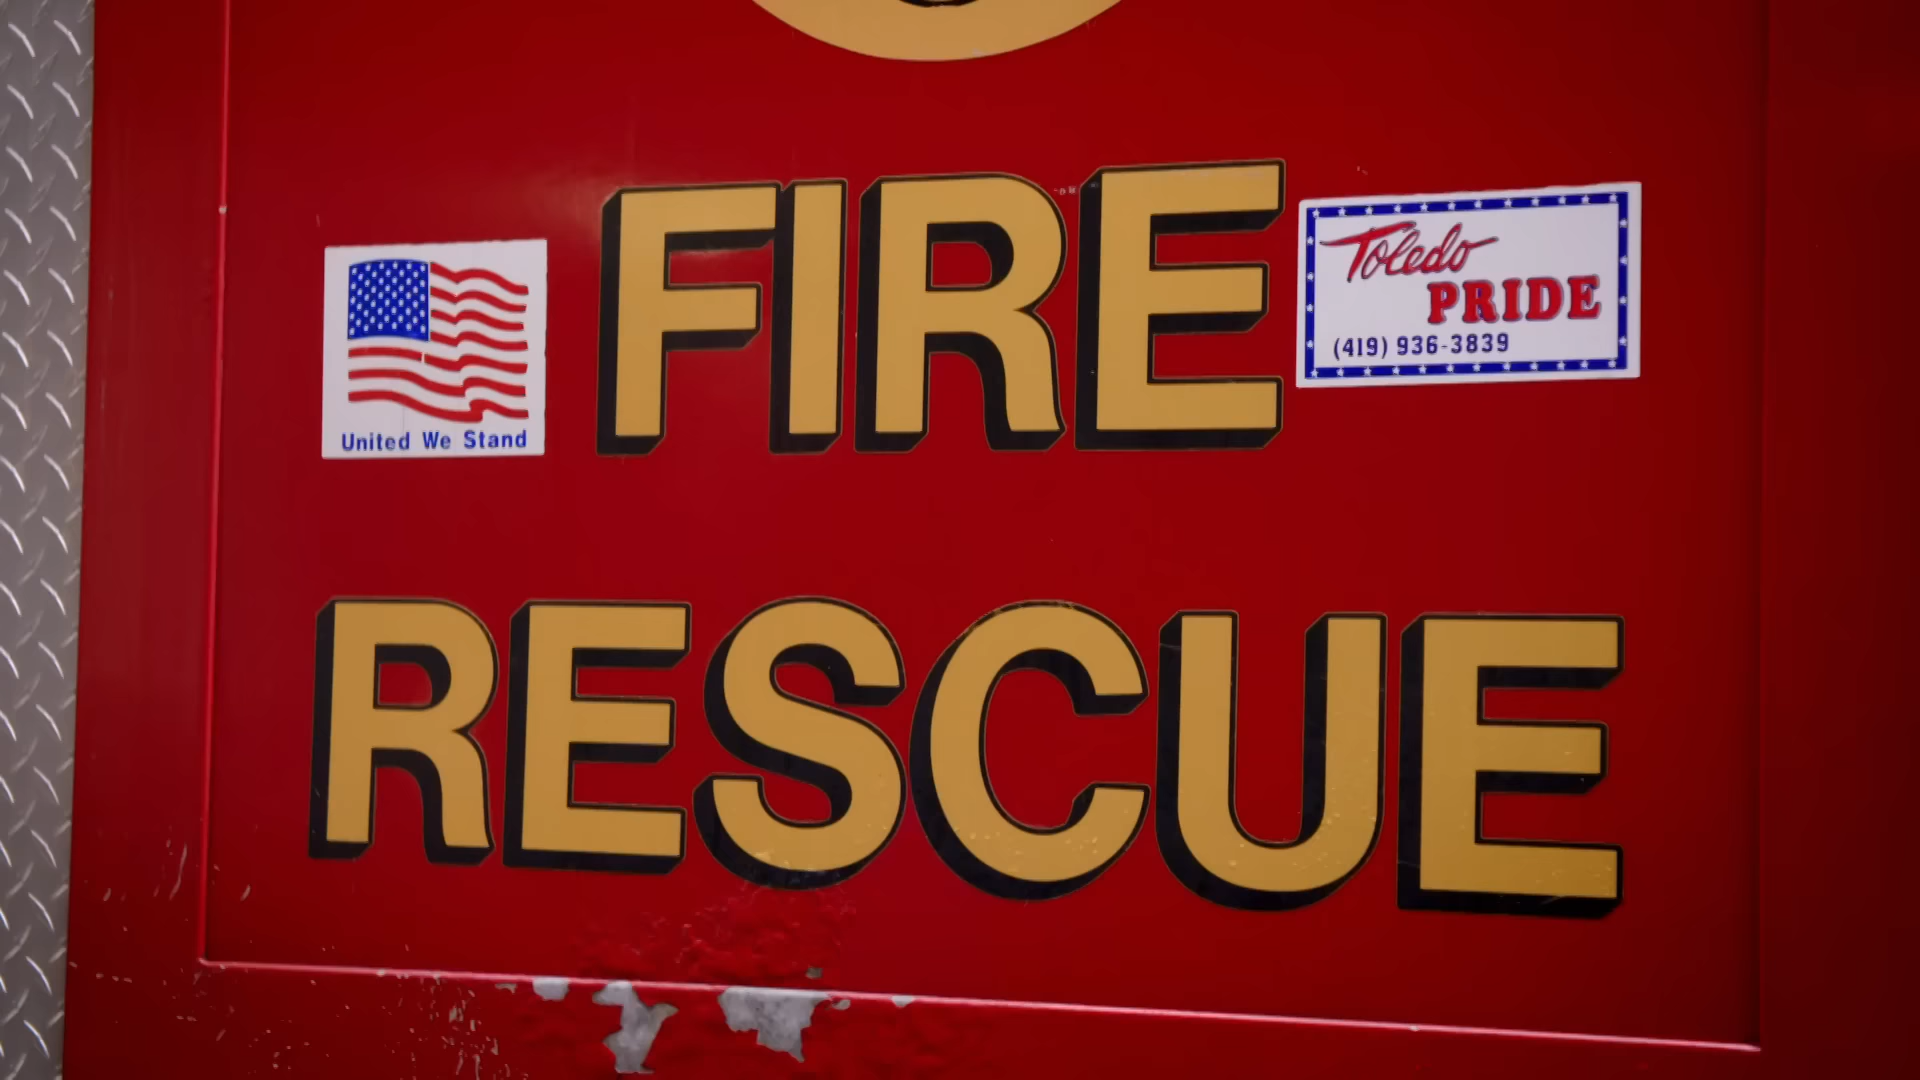 FIRE
United We Stand
Toledo
PRIDE
(419) 936-3839
RESCUE